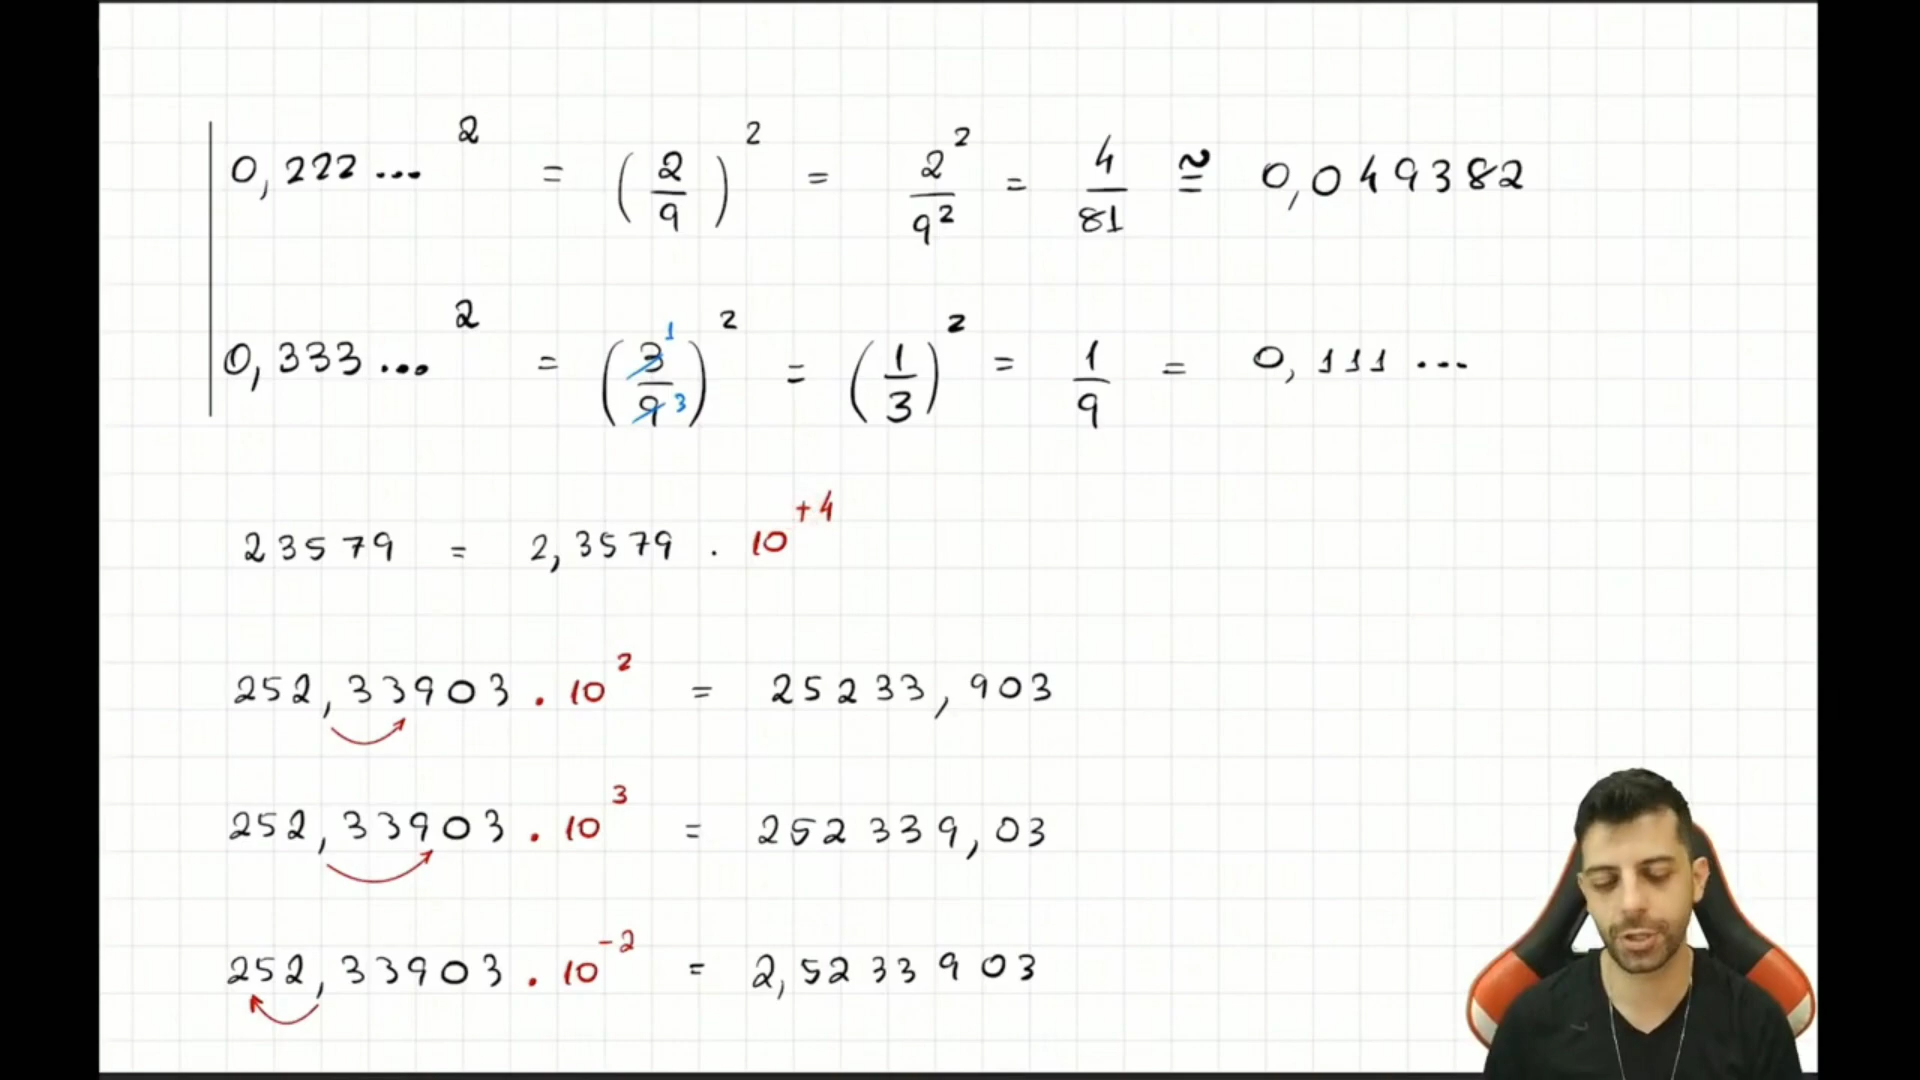 0,222...² = (2/9)² = 2²/9² = 4/81 ≅ 0,049382
0,333...² = (3/9)² = (1/3)² = 1/9 = 0,111...
1
3
23579 = 2,3579 . 10⁺⁴
252,33903 . 10² = 25233,903
252,33903 . 10³ = 252339,03
252,33903 . 10⁻² = 2,5233903